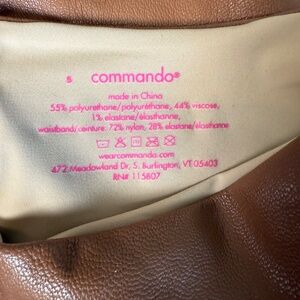 S commando®
made in China
55% polyurethane/polyuréthane, 44% viscose,
1% elastane/élasthanne,
waistband/ceinture: 72% nylon, 28% elastane/élasthanne
wearcommando.com
472 Meadowland Dr, S. Burlington, VT 05403
RN# 115807